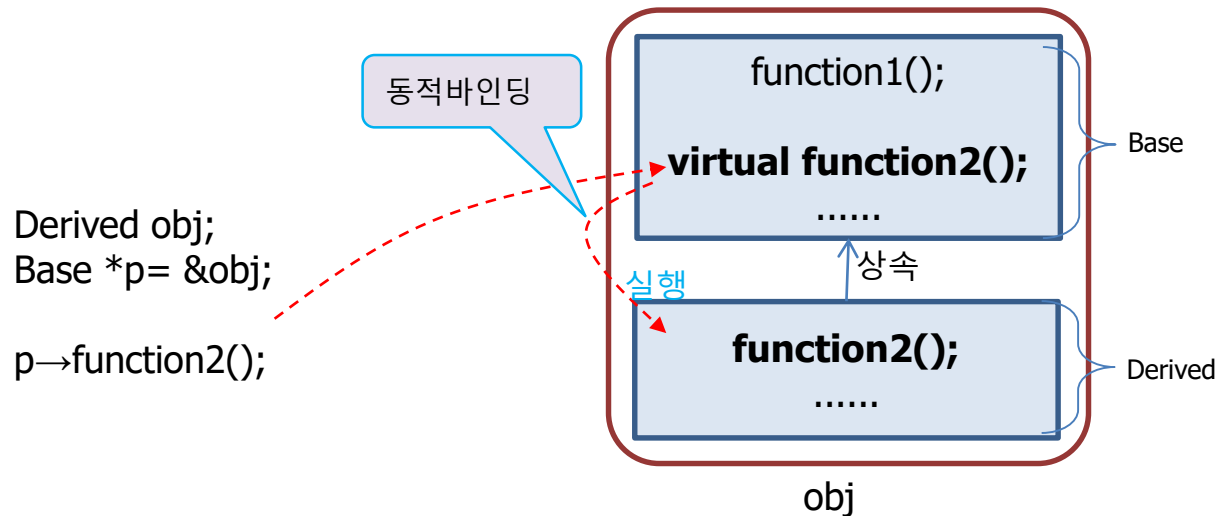 동적바인딩
function1();
virtual function2();
......
Base
Derived obj;
Base *p= &obj;
p→function2();
상속
실행
function2();
......
Derived
obj